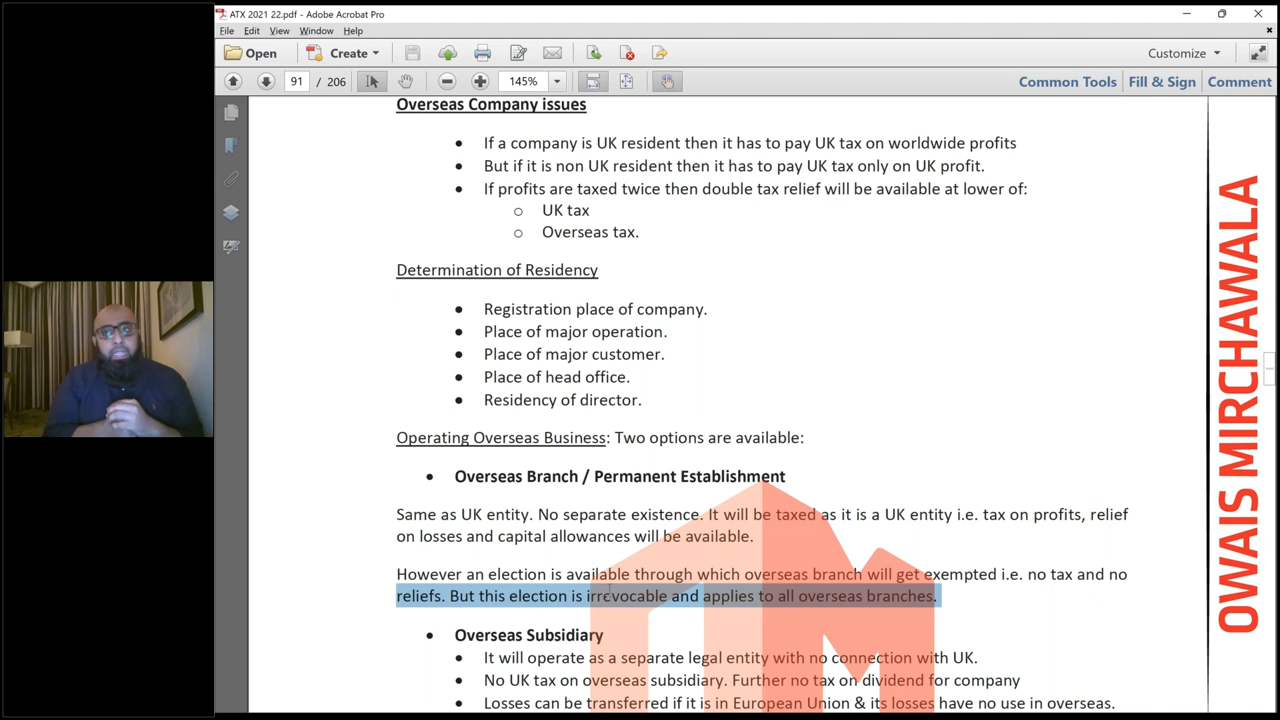 ATX 2021 22.pdf - Adobe Acrobat Pro
File Edit View Window Help
Open Create Customize
91 / 206 145% Common Tools Fill & Sign Comment
Overseas Company issues
• If a company is UK resident then it has to pay UK tax on worldwide profits
• But if it is non UK resident then it has to pay UK tax only on UK profit.
• If profits are taxed twice then double tax relief will be available at lower of:
o UK tax
o Overseas tax.
Determination of Residency
• Registration place of company.
• Place of major operation.
• Place of major customer.
• Place of head office.
• Residency of director.
Operating Overseas Business: Two options are available:
• Overseas Branch / Permanent Establishment
Same as UK entity. No separate existence. It will be taxed as it is a UK entity i.e. tax on profits, relief
on losses and capital allowances will be available.
However an election is available through which overseas branch will get exempted i.e. no tax and no
reliefs. But this election is irrevocable and applies to all overseas branches.
• Overseas Subsidiary
• It will operate as a separate legal entity with no connection with UK.
• No UK tax on overseas subsidiary. Further no tax on dividend for company
• Losses can be transferred if it is in European Union & its losses have no use in overseas.
OWAIS MIRCHAWALA